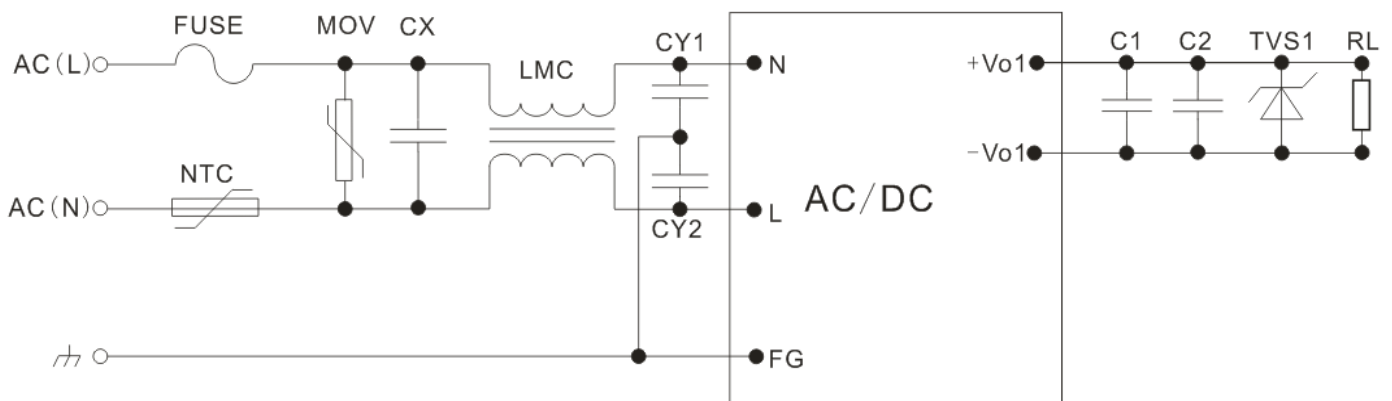 FUSE
MOV
CX
CY1
C1
C2
TVS1
RL
AC(L)
LMC
N
+Vo1
NTC
-Vo1
AC(N)
CY2
L
AC/DC
FG